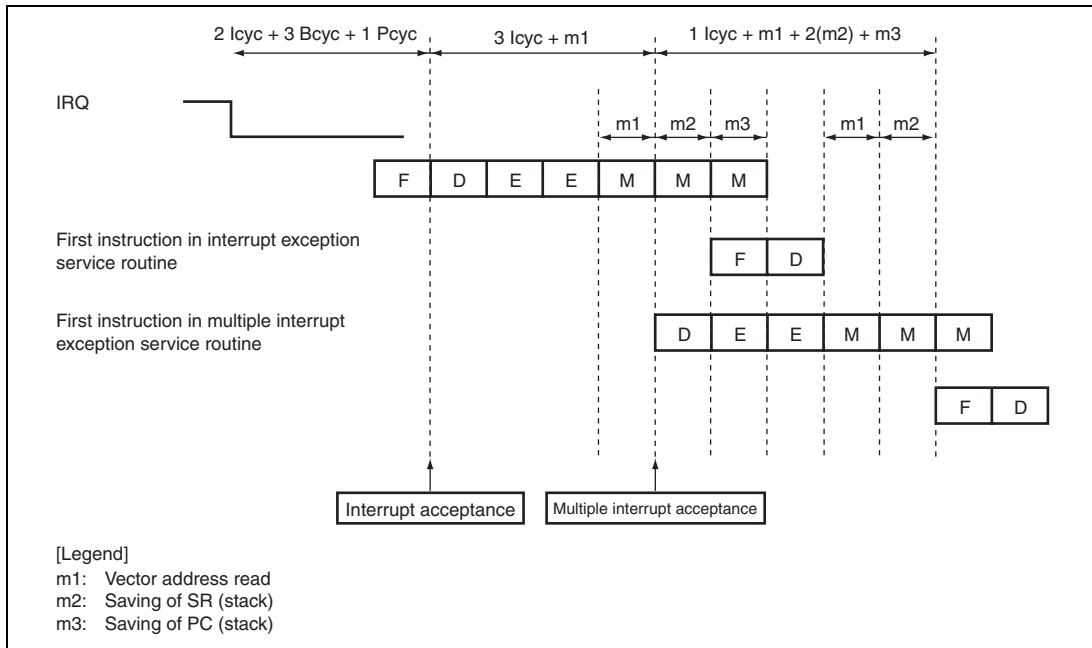 2 Icyc + 3 Bcyc + 1 Pcyc 3 Icyc + m1 1 Icyc + m1 + 2(m2) + m3
IRQ
m1 m2 m3 m1 m2
F D E E M M M
First instruction in interrupt exception
service routine
F D
First instruction in multiple interrupt
exception service routine
D E E M M M
F D
Interrupt acceptance Multiple interrupt acceptance
[Legend]
m1: Vector address read
m2: Saving of SR (stack)
m3: Saving of PC (stack)